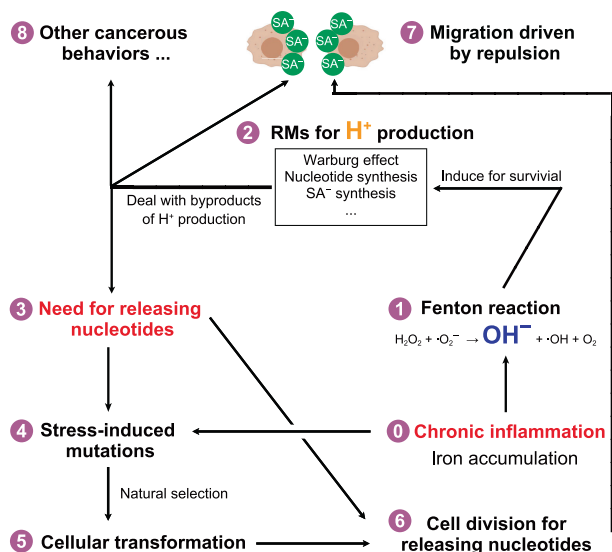 8 Other cancerous
behaviors ...
SA⁻ SA⁻
SA⁻ SA⁻
SA⁻ SA⁻
7 Migration driven
by repulsion
2 RMs for H⁺ production
Warburg effect
Nucleotide synthesis
SA⁻ synthesis
...
Induce for survivial
Deal with byproducts
of H⁺ production
3 Need for releasing
nucleotides
1 Fenton reaction
H₂O₂ + ·O₂⁻ → OH⁻ + ·OH + O₂
4 Stress-induced
mutations
0 Chronic inflammation
Iron accumulation
Natural selection
5 Cellular transformation
6 Cell division for
releasing nucleotides